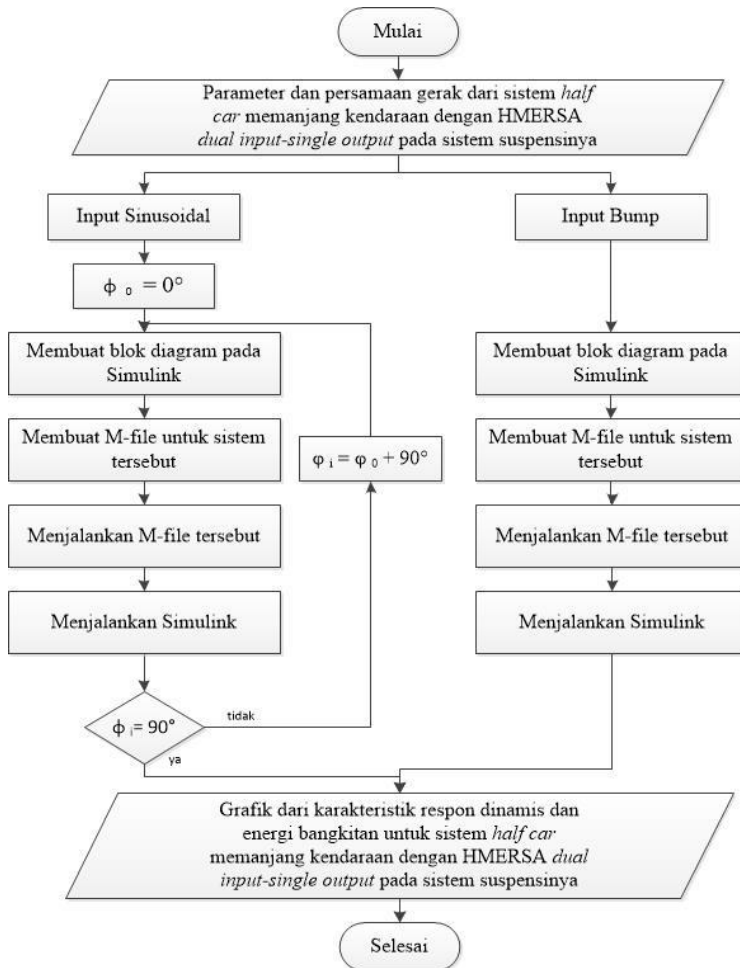 Mulai
Parameter dan persamaan gerak dari sistem half
car memanjang kendaraan dengan HMERSA
dual input-single output pada sistem suspensinya
Input Sinusoidal
ϕ 0 = 0°
Membuat blok diagram pada
Simulink
Membuat M-file untuk sistem
tersebut
Menjalankan M-file tersebut
Menjalankan Simulink
ϕ i = 90°
tidak
ya
φ i = φ 0 + 90°
Input Bump
Membuat blok diagram pada
Simulink
Membuat M-file untuk sistem
tersebut
Menjalankan M-file tersebut
Menjalankan Simulink
Grafik dari karakteristik respon dinamis dan
energi bangkitan untuk sistem half car
memanjang kendaraan dengan HMERSA dual
input-single output pada sistem suspensinya
Selesai